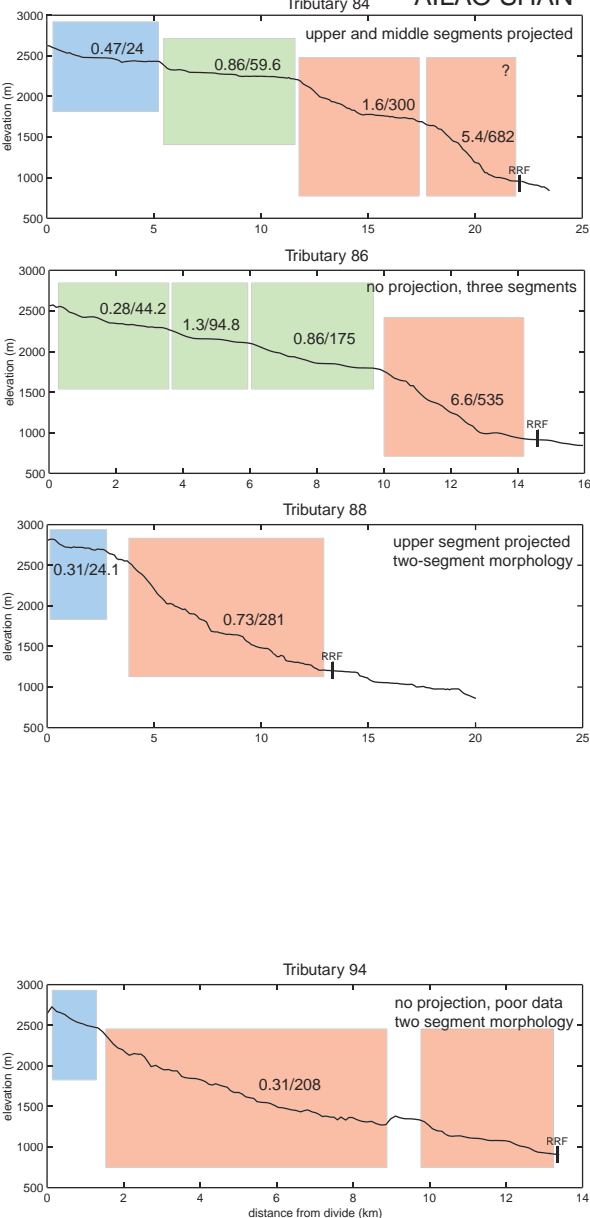 Tributary 84
AILAO SHAN
upper and middle segments projected
0.47/24
0.86/59.6
1.6/300
?
5.4/682
RRF
elevation (m)
3000
2500
2000
1500
1000
500
0 5 10 15 20 25
Tributary 86
no projection, three segments
0.28/44.2
1.3/94.8
0.86/175
6.6/535
RRF
elevation (m)
3000
2500
2000
1500
1000
500
0 2 4 6 8 10 12 14 16
Tributary 88
upper segment projected
two-segment morphology
0.31/24.1
0.73/281
RRF
elevation (m)
3000
2500
2000
1500
1000
500
0 5 10 15 20 25
Tributary 94
no projection, poor data
two segment morphology
0.31/208
RRF
elevation (m)
3000
2500
2000
1500
1000
500
0 2 4 6 8 10 12 14
distance from divide (km)